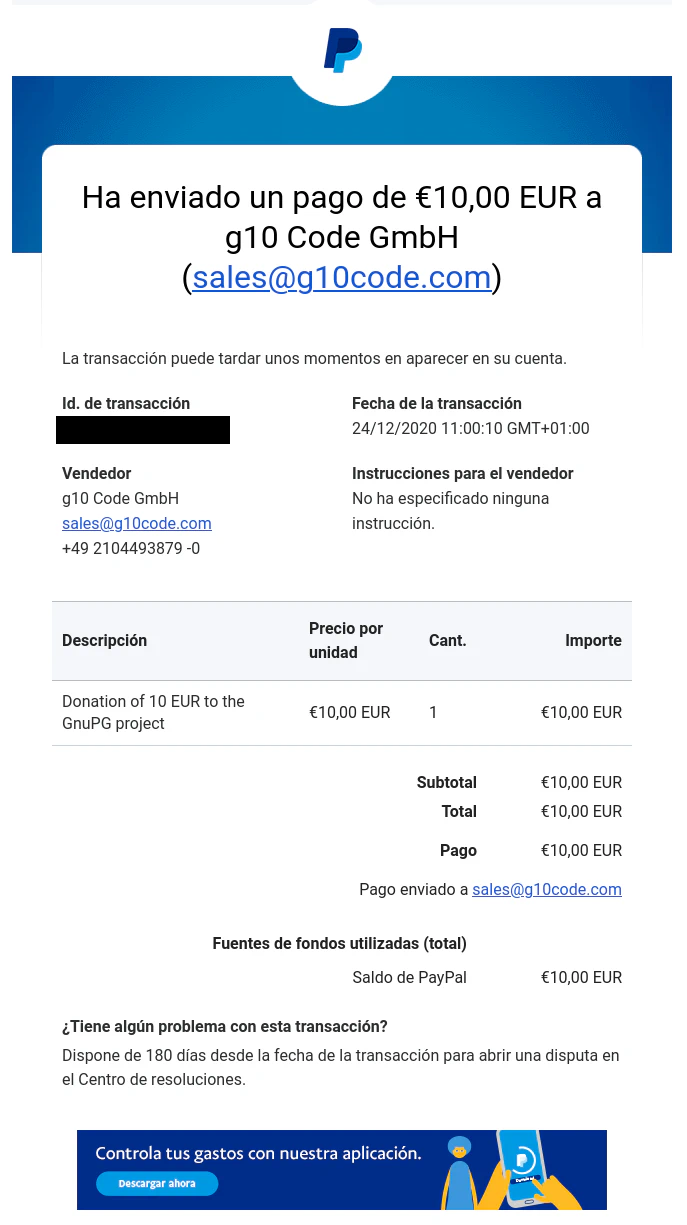 Ha enviado un pago de €10,00 EUR a
g10 Code GmbH
(sales@g10code.com)
La transacción puede tardar unos momentos en aparecer en su cuenta.
Id. de transacción
Fecha de la transacción
24/12/2020 11:00:10 GMT+01:00
Vendedor
g10 Code GmbH
sales@g10code.com
+49 2104493879 -0
Instrucciones para el vendedor
No ha especificado ninguna
instrucción.
Descripción Precio por unidad Cant. Importe
Donation of 10 EUR to the GnuPG project €10,00 EUR 1 €10,00 EUR
Subtotal €10,00 EUR
Total €10,00 EUR
Pago €10,00 EUR
Pago enviado a sales@g10code.com
Fuentes de fondos utilizadas (total)
Saldo de PayPal €10,00 EUR
¿Tiene algún problema con esta transacción?
Dispone de 180 días desde la fecha de la transacción para abrir una disputa en
el Centro de resoluciones.
Controla tus gastos con nuestra aplicación.
Descargar ahora